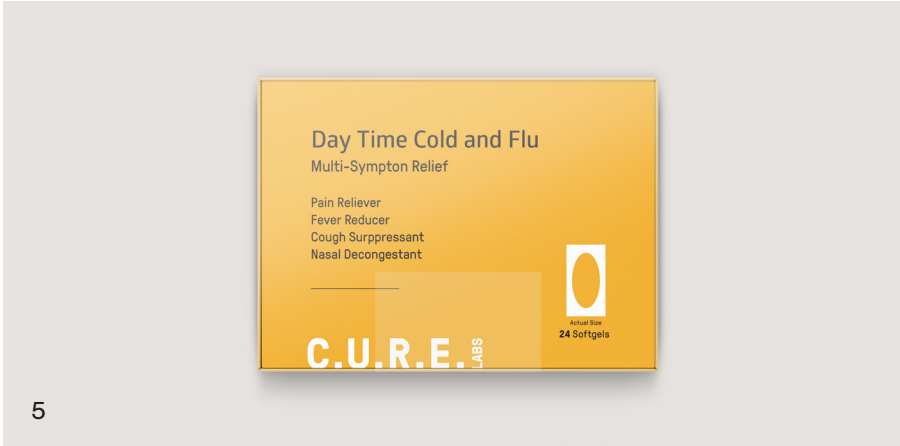 Day Time Cold and Flu
Multi-Sympton Relief
Pain Reliever
Fever Reducer
Cough Surppressant
Nasal Decongestant
Actual Size
24 Softgels
C.U.R.E. LABS
5